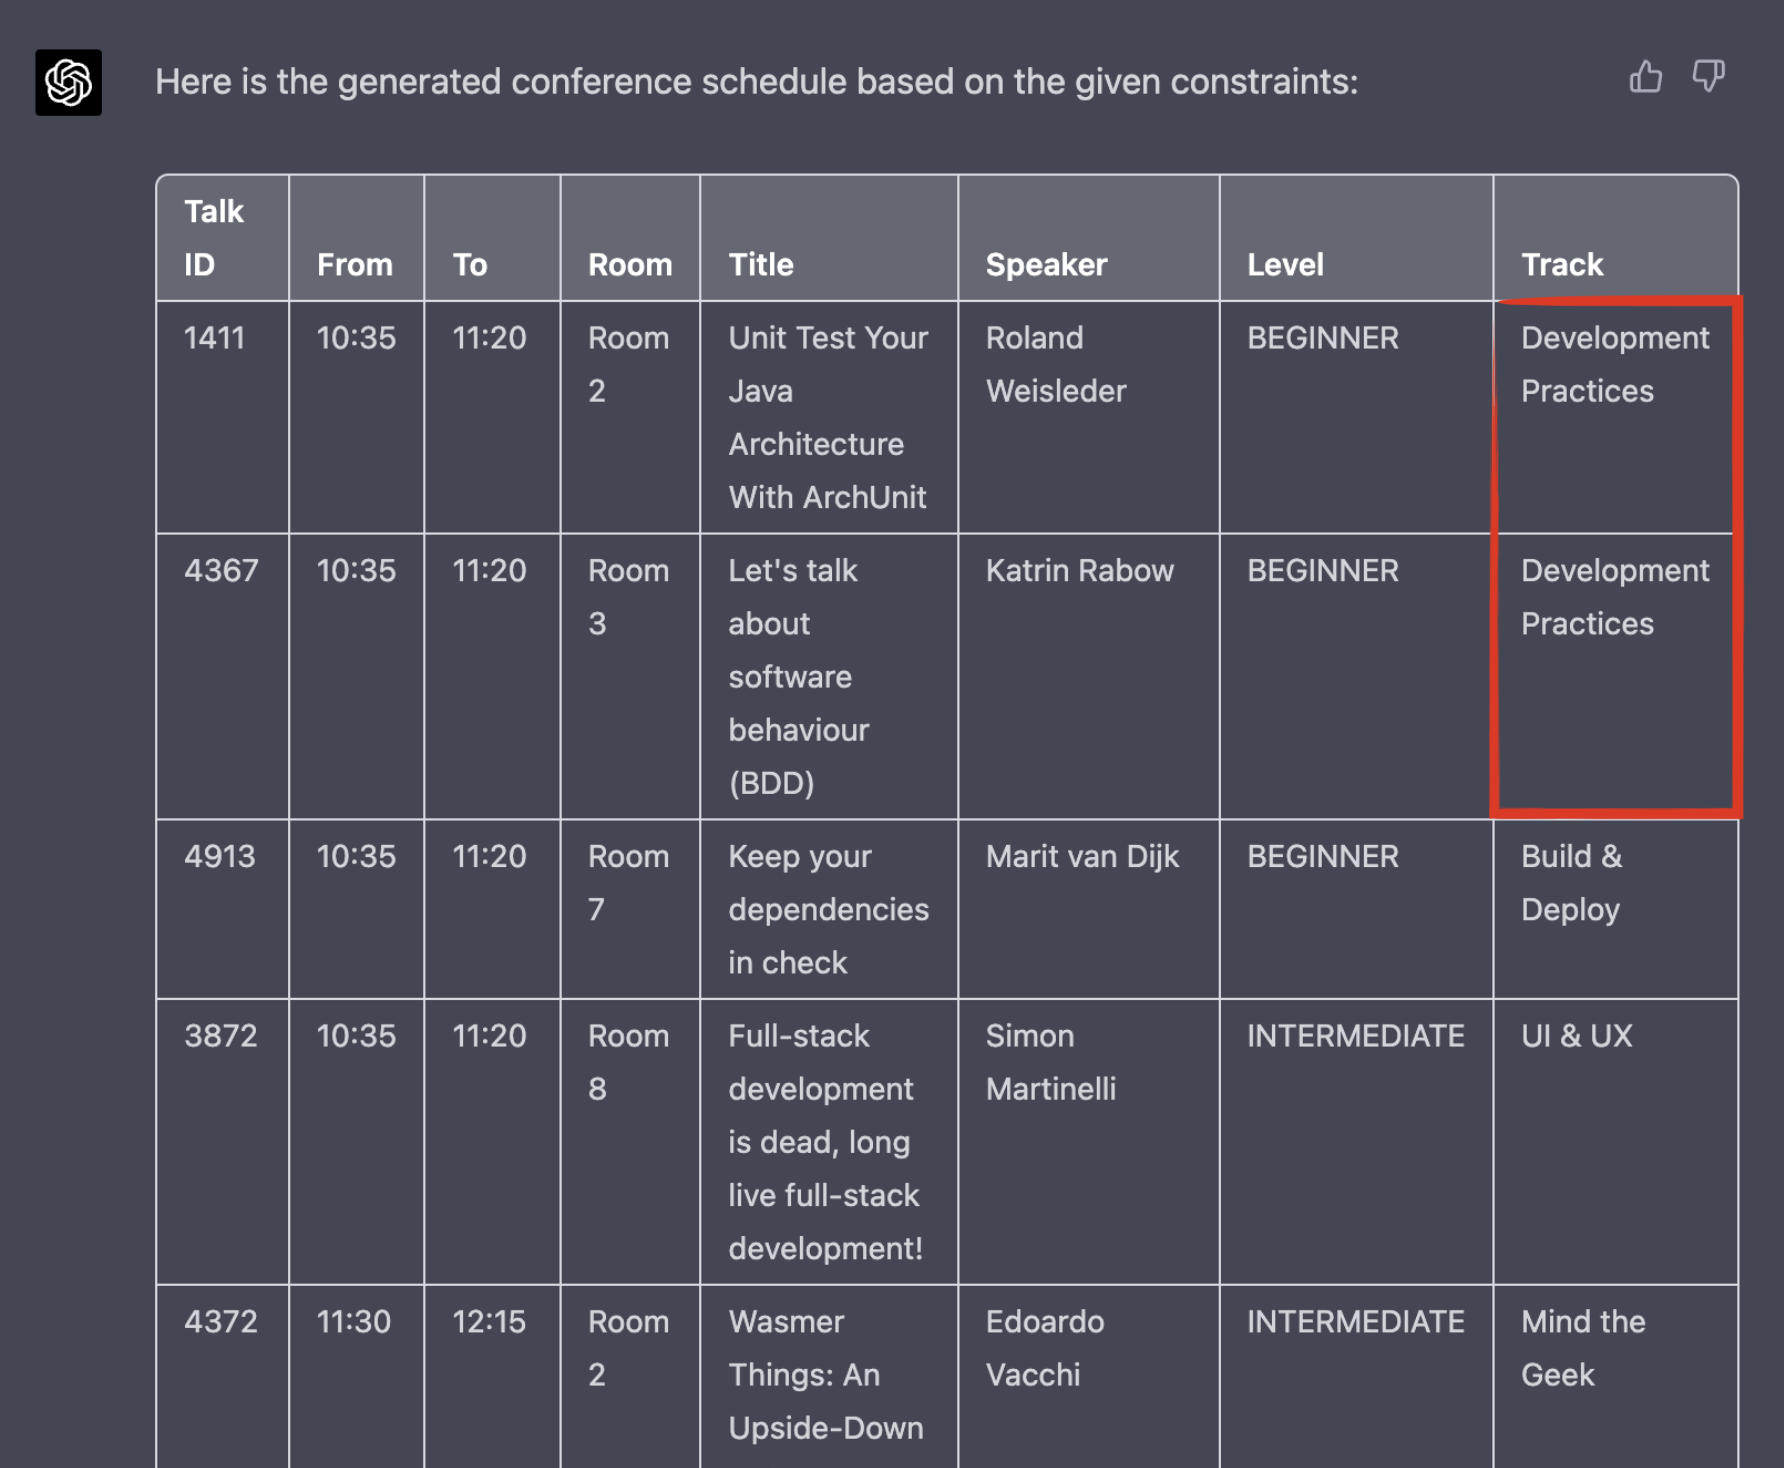 Here is the generated conference schedule based on the given constraints:
Talk
ID From To Room Title Speaker Level Track
1411 10:35 11:20 Room Unit Test Your Roland BEGINNER Development
2 Java Weisleder Practices
Architecture
With ArchUnit
4367 10:35 11:20 Room Let's talk Katrin Rabow BEGINNER Development
3 about Practices
software
behaviour
(BDD)
4913 10:35 11:20 Room Keep your Marit van Dijk BEGINNER Build &
7 dependencies Deploy
in check
3872 10:35 11:20 Room Full-stack Simon INTERMEDIATE UI & UX
8 development Martinelli
is dead, long
live full-stack
development!
4372 11:30 12:15 Room Wasmer Edoardo INTERMEDIATE Mind the
2 Things: An Vacchi Geek
Upside-Down